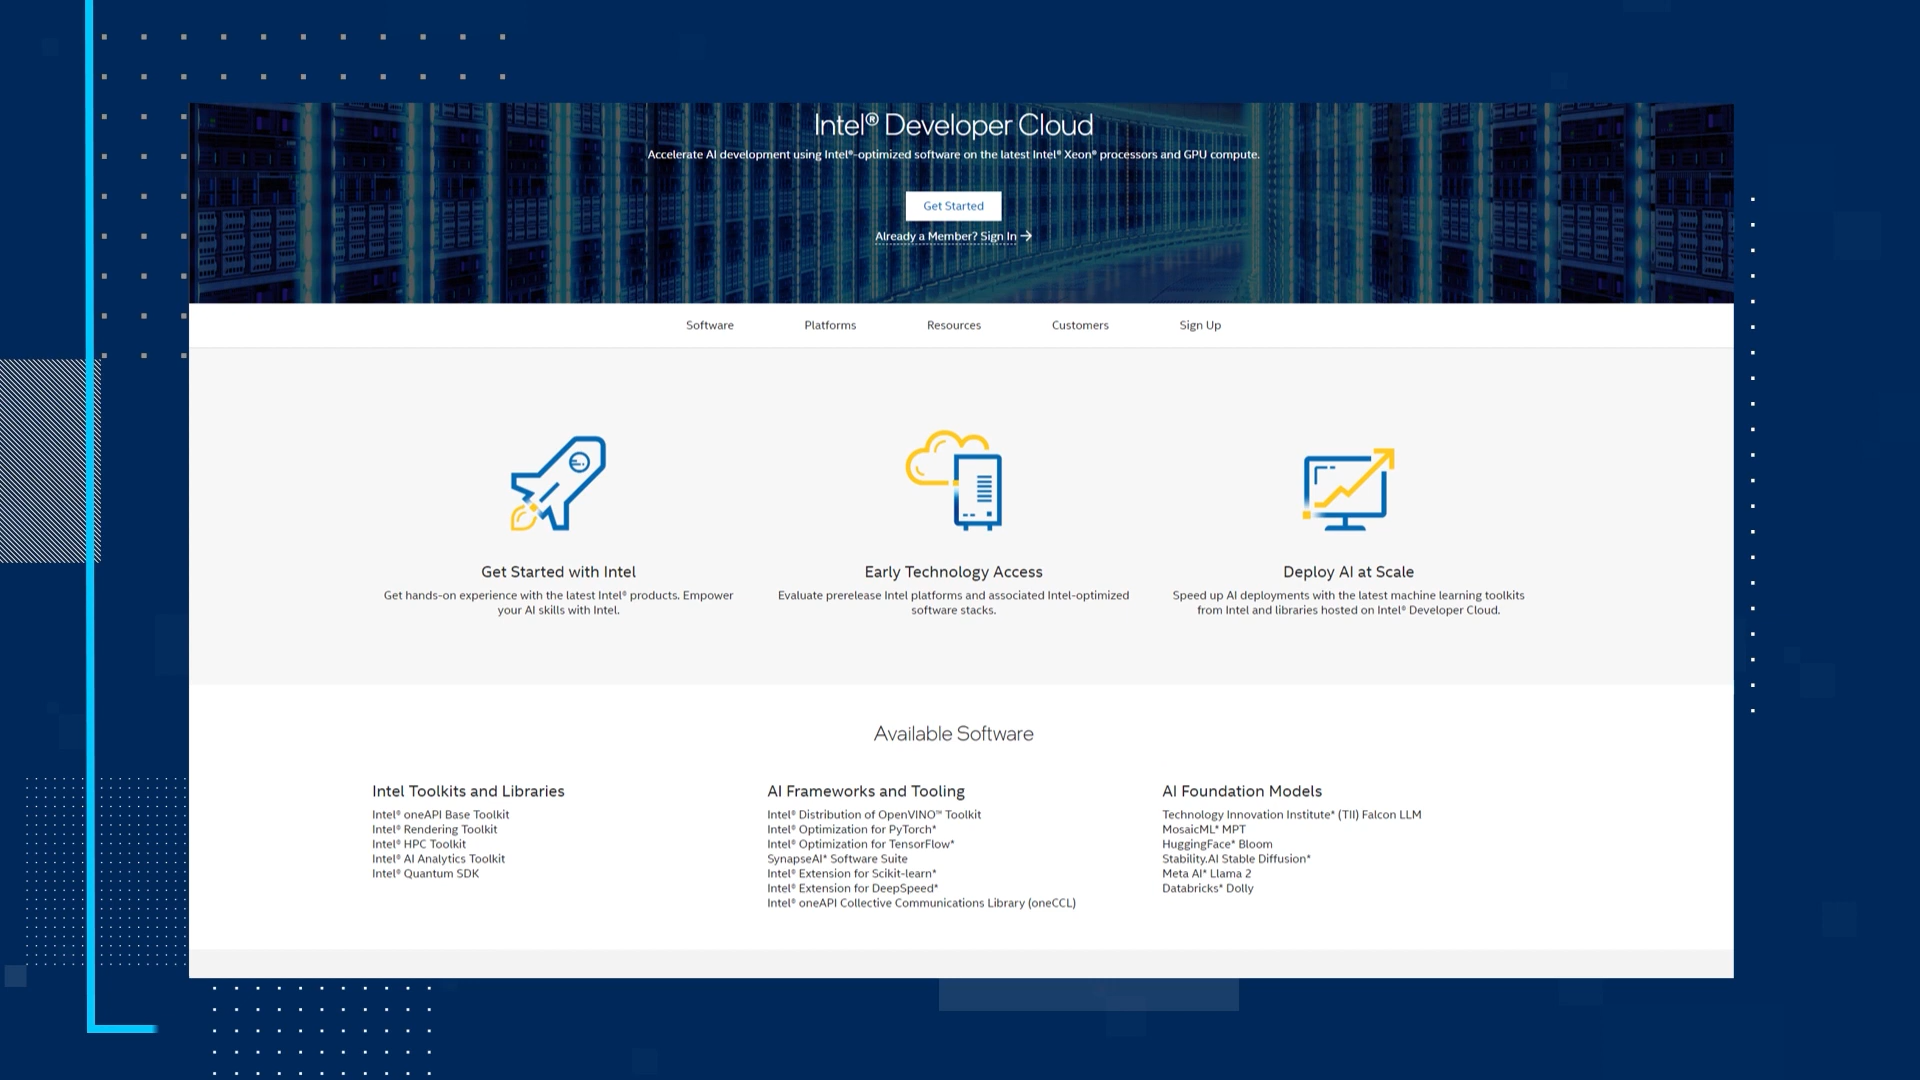 Intel® Developer Cloud
Accelerate AI development using Intel®-optimized software on the latest Intel® Xeon® processors and GPU compute.
Get Started
Already a Member? Sign In →
Software
Platforms
Resources
Customers
Sign Up
Get Started with Intel
Get hands-on experience with the latest Intel® products. Empower
your AI skills with Intel.
Early Technology Access
Evaluate prerelease Intel platforms and associated Intel-optimized
software stacks.
Deploy AI at Scale
Speed up AI deployments with the latest machine learning toolkits
from Intel and libraries hosted on Intel® Developer Cloud.
Available Software
Intel Toolkits and Libraries
Intel® oneAPI Base Toolkit
Intel® Rendering Toolkit
Intel® HPC Toolkit
Intel® AI Analytics Toolkit
Intel® Quantum SDK
AI Frameworks and Tooling
Intel® Distribution of OpenVINO™ Toolkit
Intel® Optimization for PyTorch*
Intel® Optimization for TensorFlow*
SynapseAI* Software Suite
Intel® Extension for Scikit-learn*
Intel® Extension for DeepSpeed*
Intel® oneAPI Collective Communications Library (oneCCL)
AI Foundation Models
Technology Innovation Institute* (TII) Falcon LLM
MosaicML* MPT
HuggingFace* Bloom
Stability.AI Stable Diffusion*
Meta AI* Llama 2
Databricks* Dolly